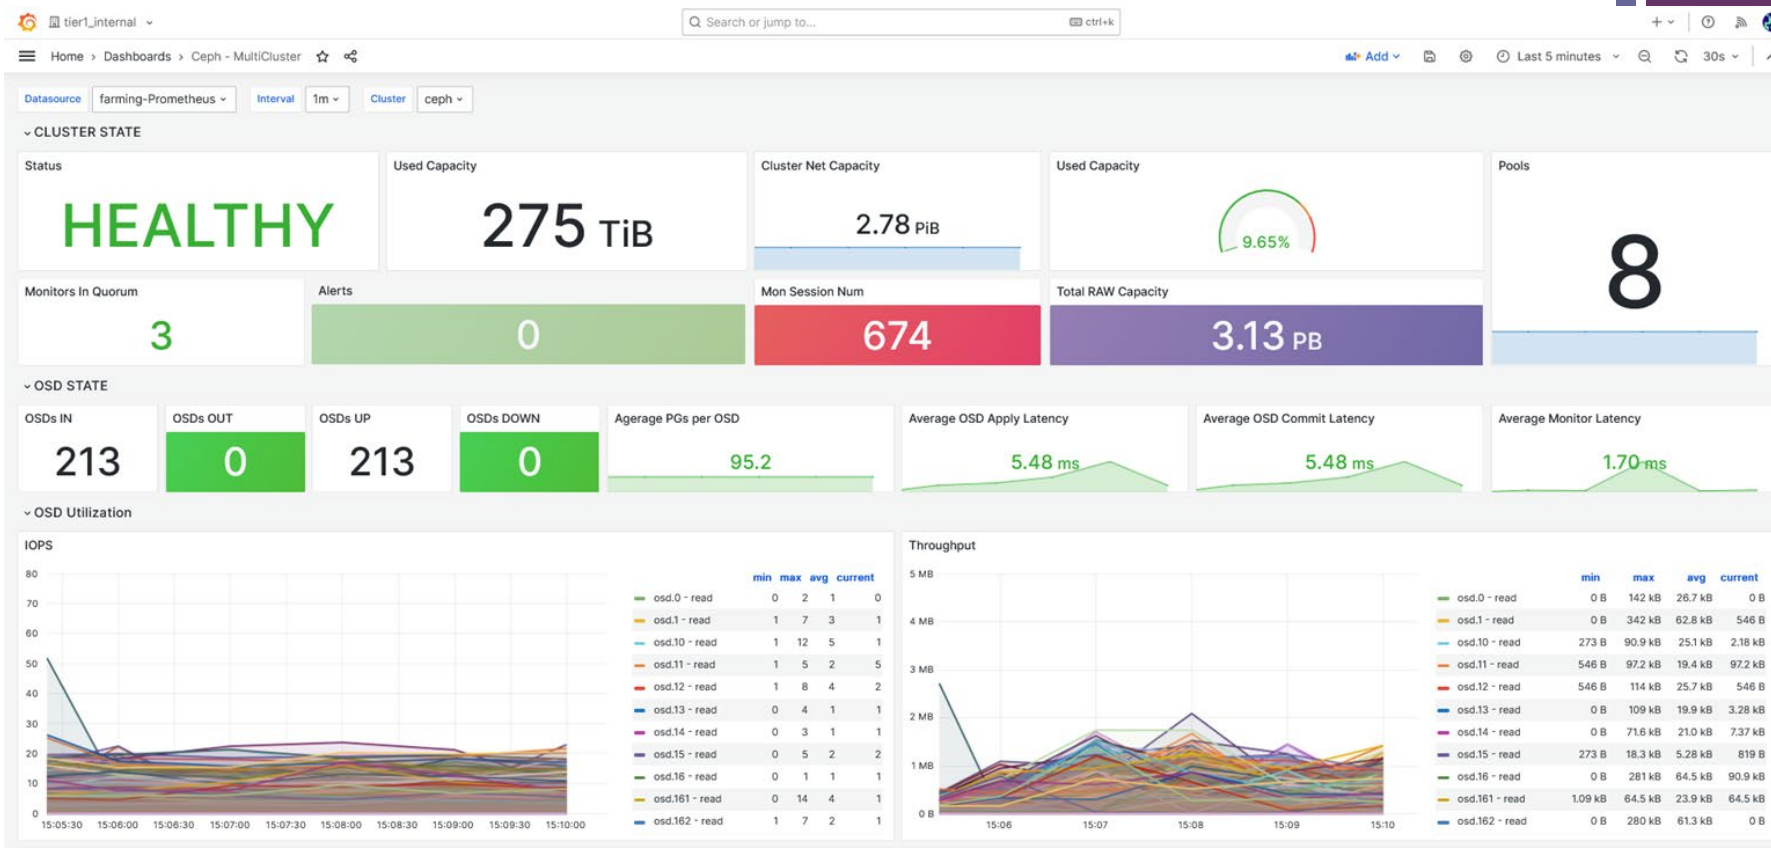 tier1_internal
Search or jump to...
ctrl+k
Home › Dashboards › Ceph - MultiCluster
Add
Last 5 minutes
30s
Datasource farming-Prometheus Interval 1m Cluster ceph
CLUSTER STATE
Status
HEALTHY
Used Capacity
275 TiB
Cluster Net Capacity
2.78 PiB
Used Capacity
9.65%
Pools
8
Monitors In Quorum
3
Alerts
0
Mon Session Num
674
Total RAW Capacity
3.13 PB
OSD STATE
OSDs IN
213
OSDs OUT
0
OSDs UP
213
OSDs DOWN
0
Agerage PGs per OSD
95.2
Average OSD Apply Latency
5.48 ms
Average OSD Commit Latency
5.48 ms
Average Monitor Latency
1.70 ms
OSD Utilization
IOPS
80
70
60
50
40
30
20
10
0
15:05:30 15:06:00 15:06:30 15:07:00 15:07:30 15:08:00 15:08:30 15:09:00 15:09:30 15:10:00
min max avg current
osd.0 - read 0 2 1 0
osd.1 - read 1 7 3 1
osd.10 - read 1 12 5 1
osd.11 - read 1 5 2 5
osd.12 - read 1 8 4 2
osd.13 - read 0 4 1 1
osd.14 - read 0 3 1 1
osd.15 - read 0 5 2 2
osd.16 - read 0 1 1 1
osd.161 - read 0 14 4 1
osd.162 - read 1 7 2 1
Throughput
5 MB
4 MB
3 MB
2 MB
1 MB
0 B
15:06 15:07 15:08 15:09 15:10
min max avg current
osd.0 - read 0 B 142 kB 26.7 kB 0 B
osd.1 - read 0 B 342 kB 62.8 kB 546 B
osd.10 - read 273 B 90.9 kB 25.1 kB 2.18 kB
osd.11 - read 546 B 97.2 kB 19.4 kB 97.2 kB
osd.12 - read 546 B 114 kB 25.7 kB 546 B
osd.13 - read 0 B 109 kB 19.9 kB 3.28 kB
osd.14 - read 0 B 71.6 kB 21.0 kB 7.37 kB
osd.15 - read 273 B 18.3 kB 5.28 kB 819 B
osd.16 - read 0 B 281 kB 64.5 kB 90.9 kB
osd.161 - read 1.09 kB 64.5 kB 23.9 kB 64.5 kB
osd.162 - read 0 B 280 kB 61.3 kB 0 B